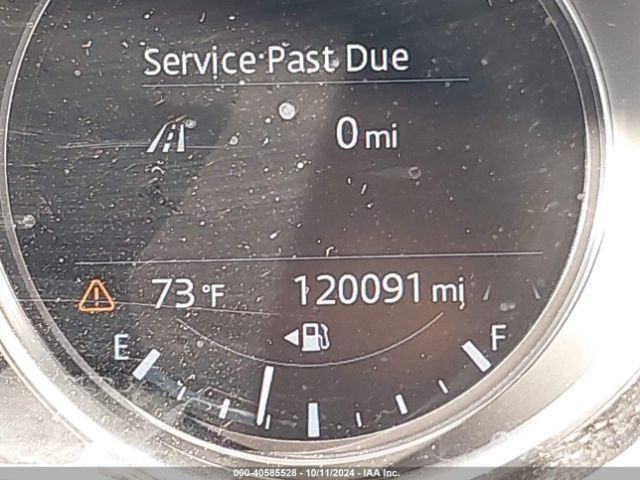 Service Past Due
0 mi
73 °F 120091 mi
E F
000-40585528 - 10/11/2024 - IAA Inc.